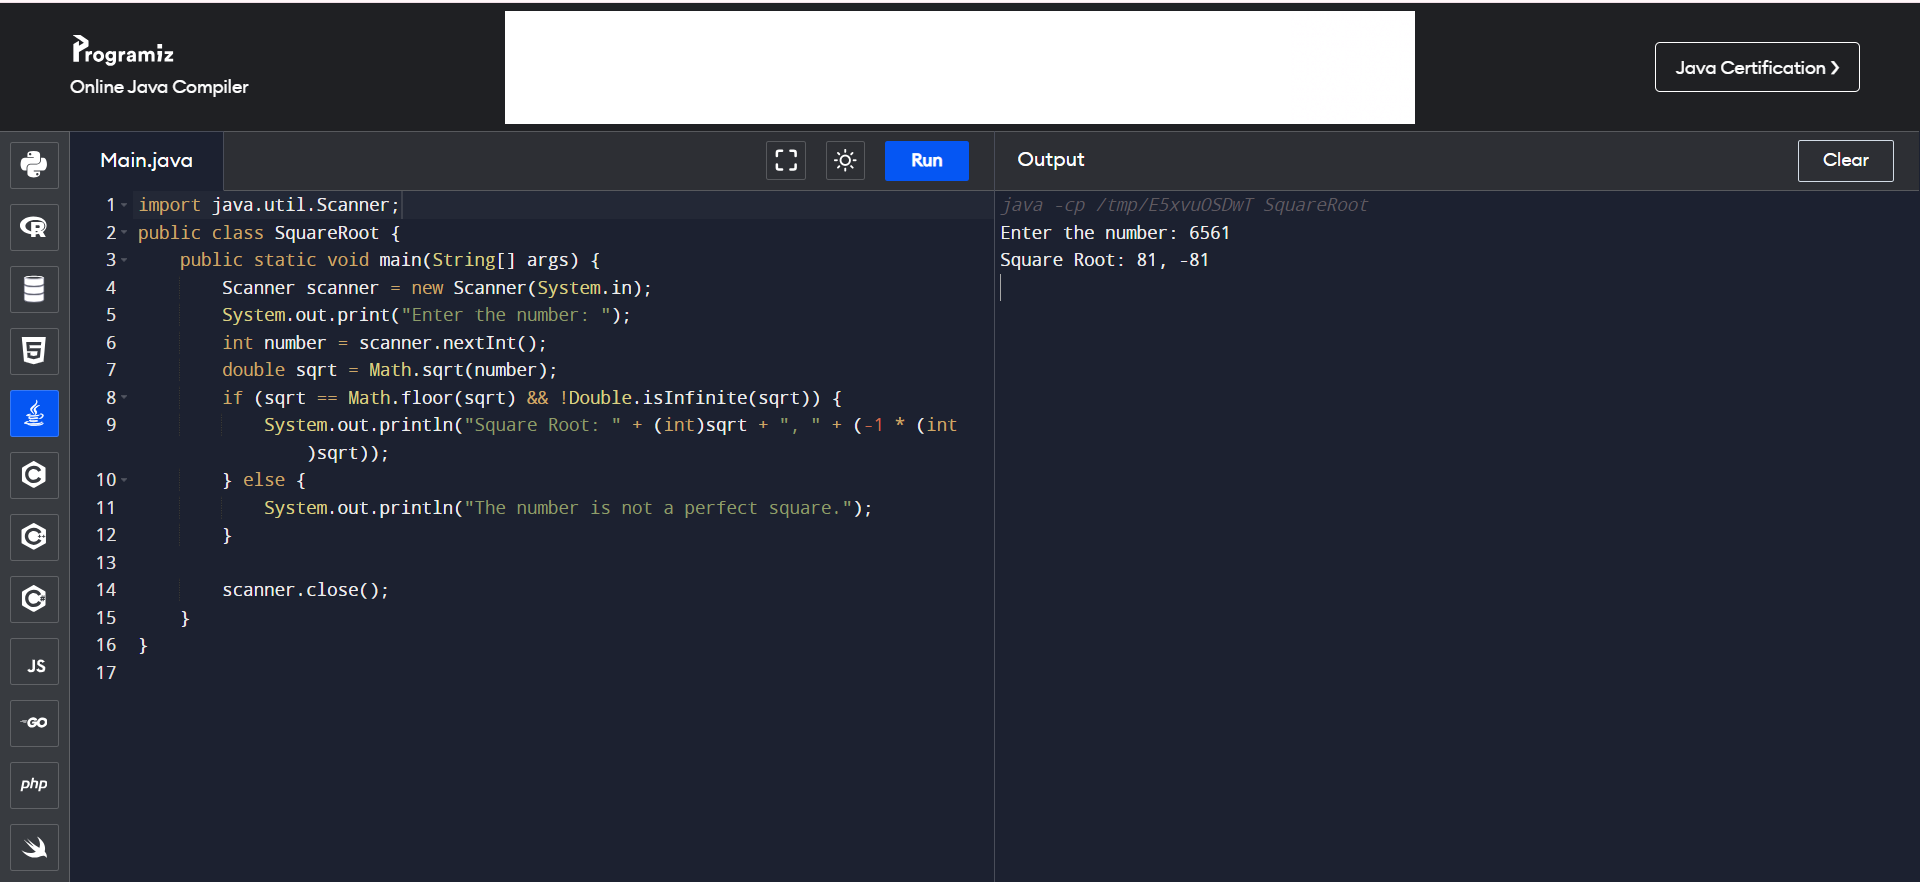 Programiz
Online Java Compiler
Java Certification ❯
Main.java
Run
Output
Clear
1 import java.util.Scanner;
2 public class SquareRoot {
3     public static void main(String[] args) {
4         Scanner scanner = new Scanner(System.in);
5         System.out.print("Enter the number: ");
6         int number = scanner.nextInt();
7         double sqrt = Math.sqrt(number);
8         if (sqrt == Math.floor(sqrt) && !Double.isInfinite(sqrt)) {
9             System.out.println("Square Root: " + (int)sqrt + ", " + (-1 * (int
                )sqrt));
10         } else {
11             System.out.println("The number is not a perfect square.");
12         }
13
14         scanner.close();
15     }
16 }
17
java -cp /tmp/E5xvuOSDwT SquareRoot
Enter the number: 6561
Square Root: 81, -81
R
5
C
C++
C#
JS
GO
php